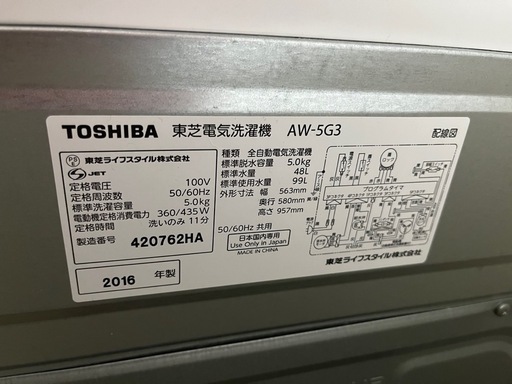 TOSHIBA 東芝電気洗濯機 AW-5G3 配線図
PSE 東芝ライフスタイル株式会社
JET
定格電圧 100V
定格周波数 50/60Hz
標準洗濯容量 5.0kg
電動機定格消費電力 360/435W
定格時間 洗いのみ 11分
製造番号 420762HA
2016 年製
種類 全自動電気洗濯機
標準脱水容量 5.0kg
標準水量 48L
標準使用水量 99L
外形寸法 幅 563mm
奥行 580mm
高さ 957mm
50/60Hz 共用
日本国内専用
Use Only in Japan
MADE IN CHINA
プログラムタイマ
東芝ライフスタイル株式会社